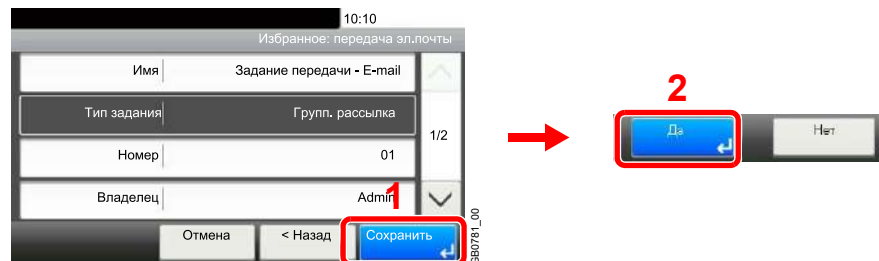 10:10
Избранное: передача эл.почты
Имя Задание передачи - E-mail
Тип задания Групп. рассылка
1/2
Номер 01
Владелец Admin
1
Отмена < Назад Сохранить
GB0781_00
2
Да Нет